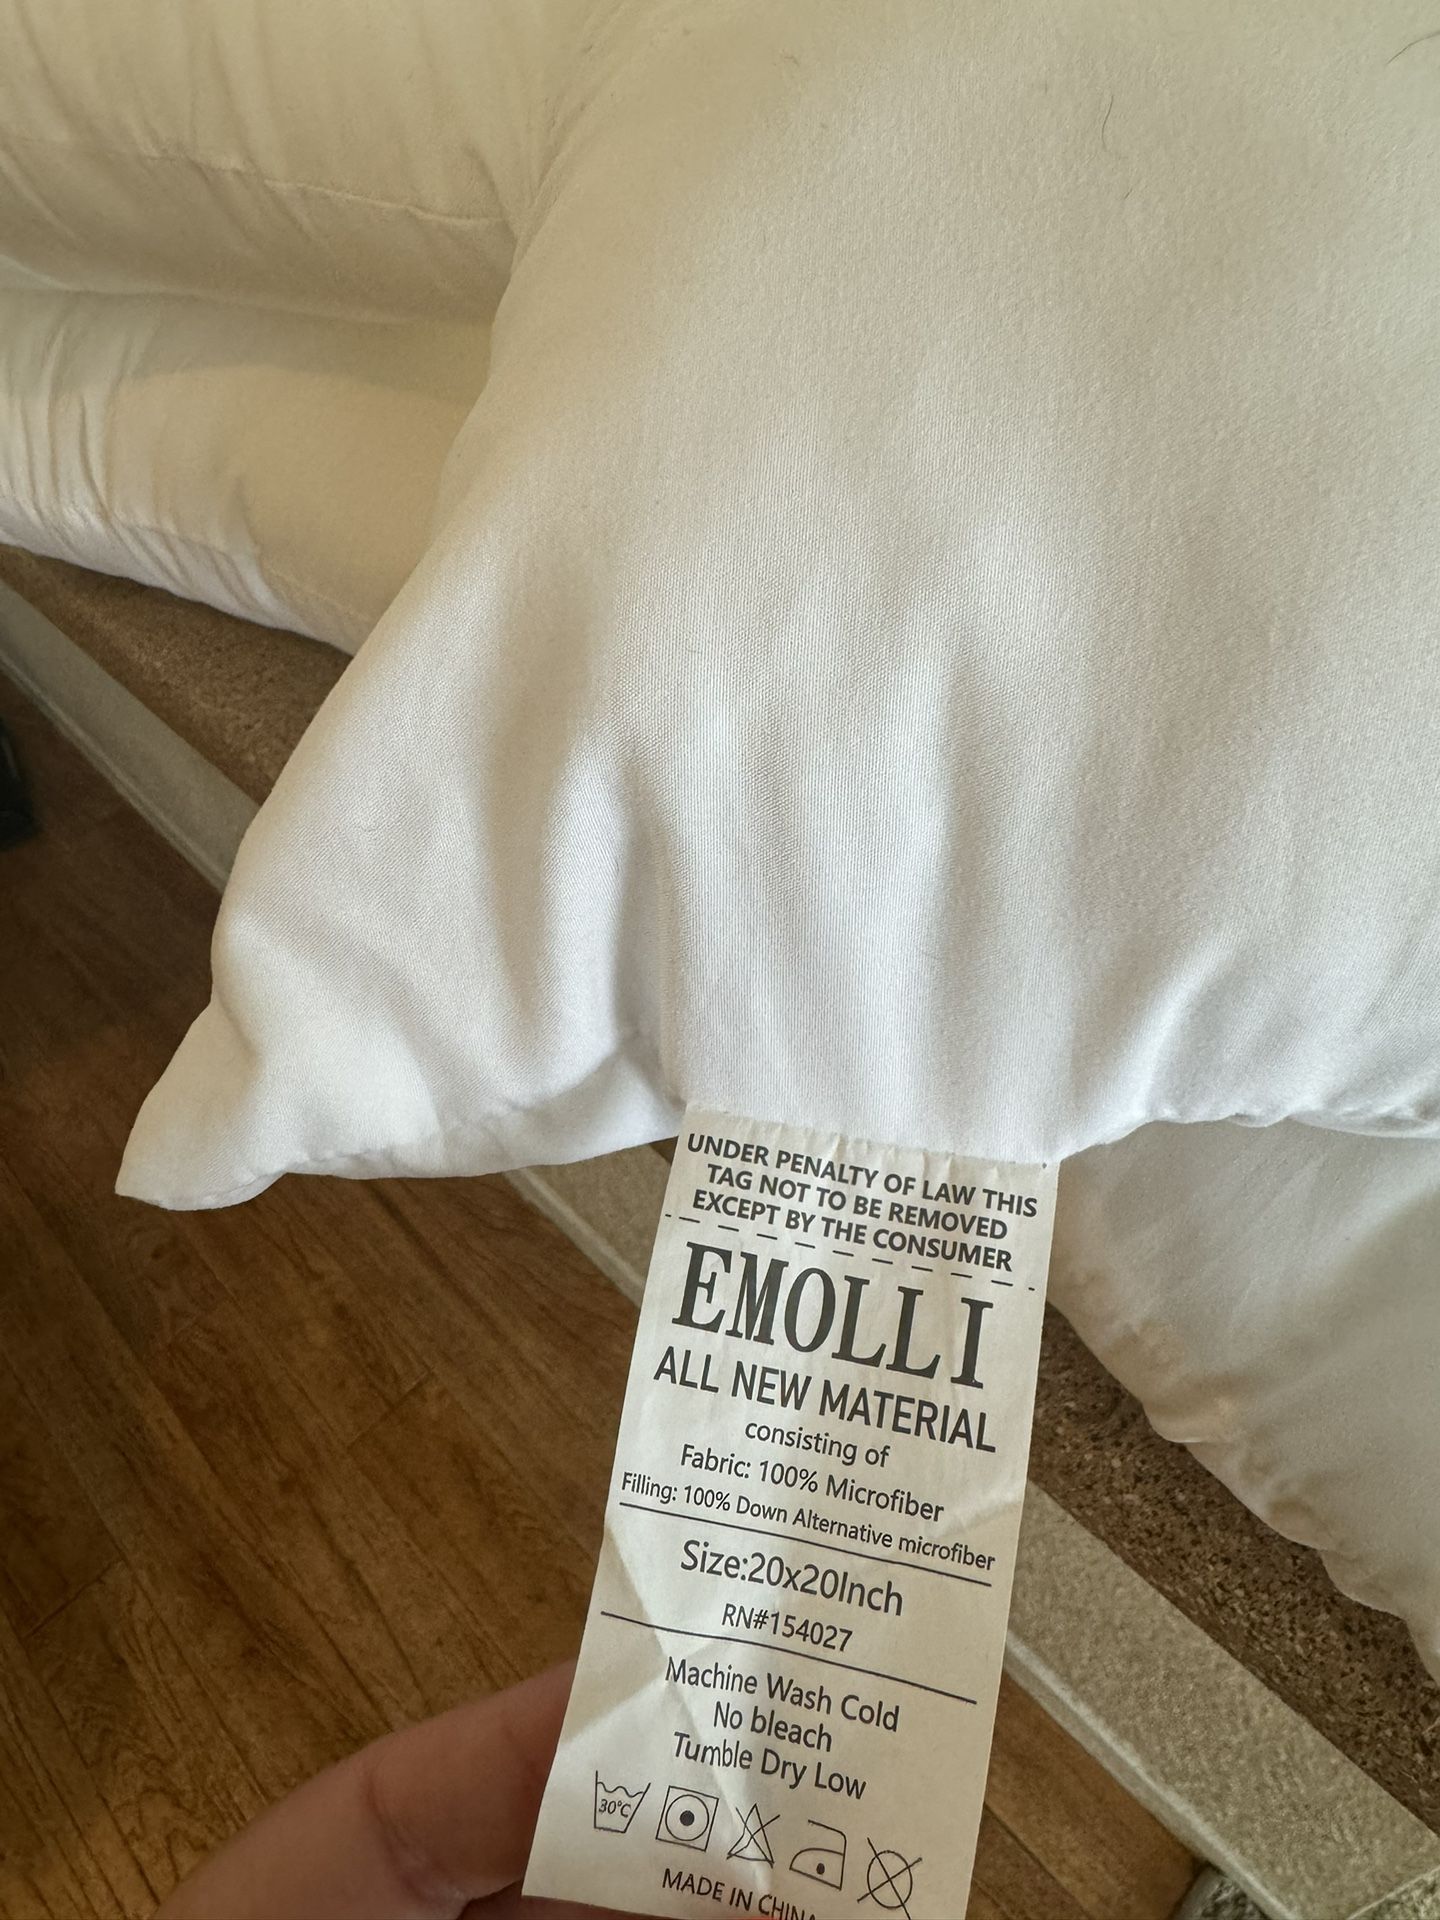 UNDER PENALTY OF LAW THIS
TAG NOT TO BE REMOVED
EXCEPT BY THE CONSUMER
EMOLLI
ALL NEW MATERIAL
consisting of
Fabric: 100% Microfiber
Filling: 100% Down Alternative microfiber
Size:20x20Inch
RN#154027
Machine Wash Cold
No bleach
Tumble Dry Low
30°C
MADE IN CHINA